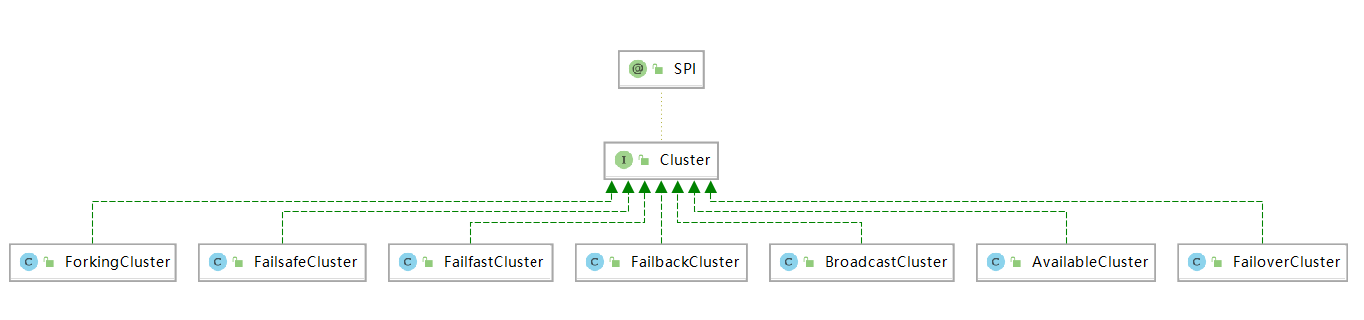 @ SPI
I Cluster
C ForkingCluster
C FailsafeCluster
C FailfastCluster
C FailbackCluster
C BroadcastCluster
C AvailableCluster
C FailoverCluster